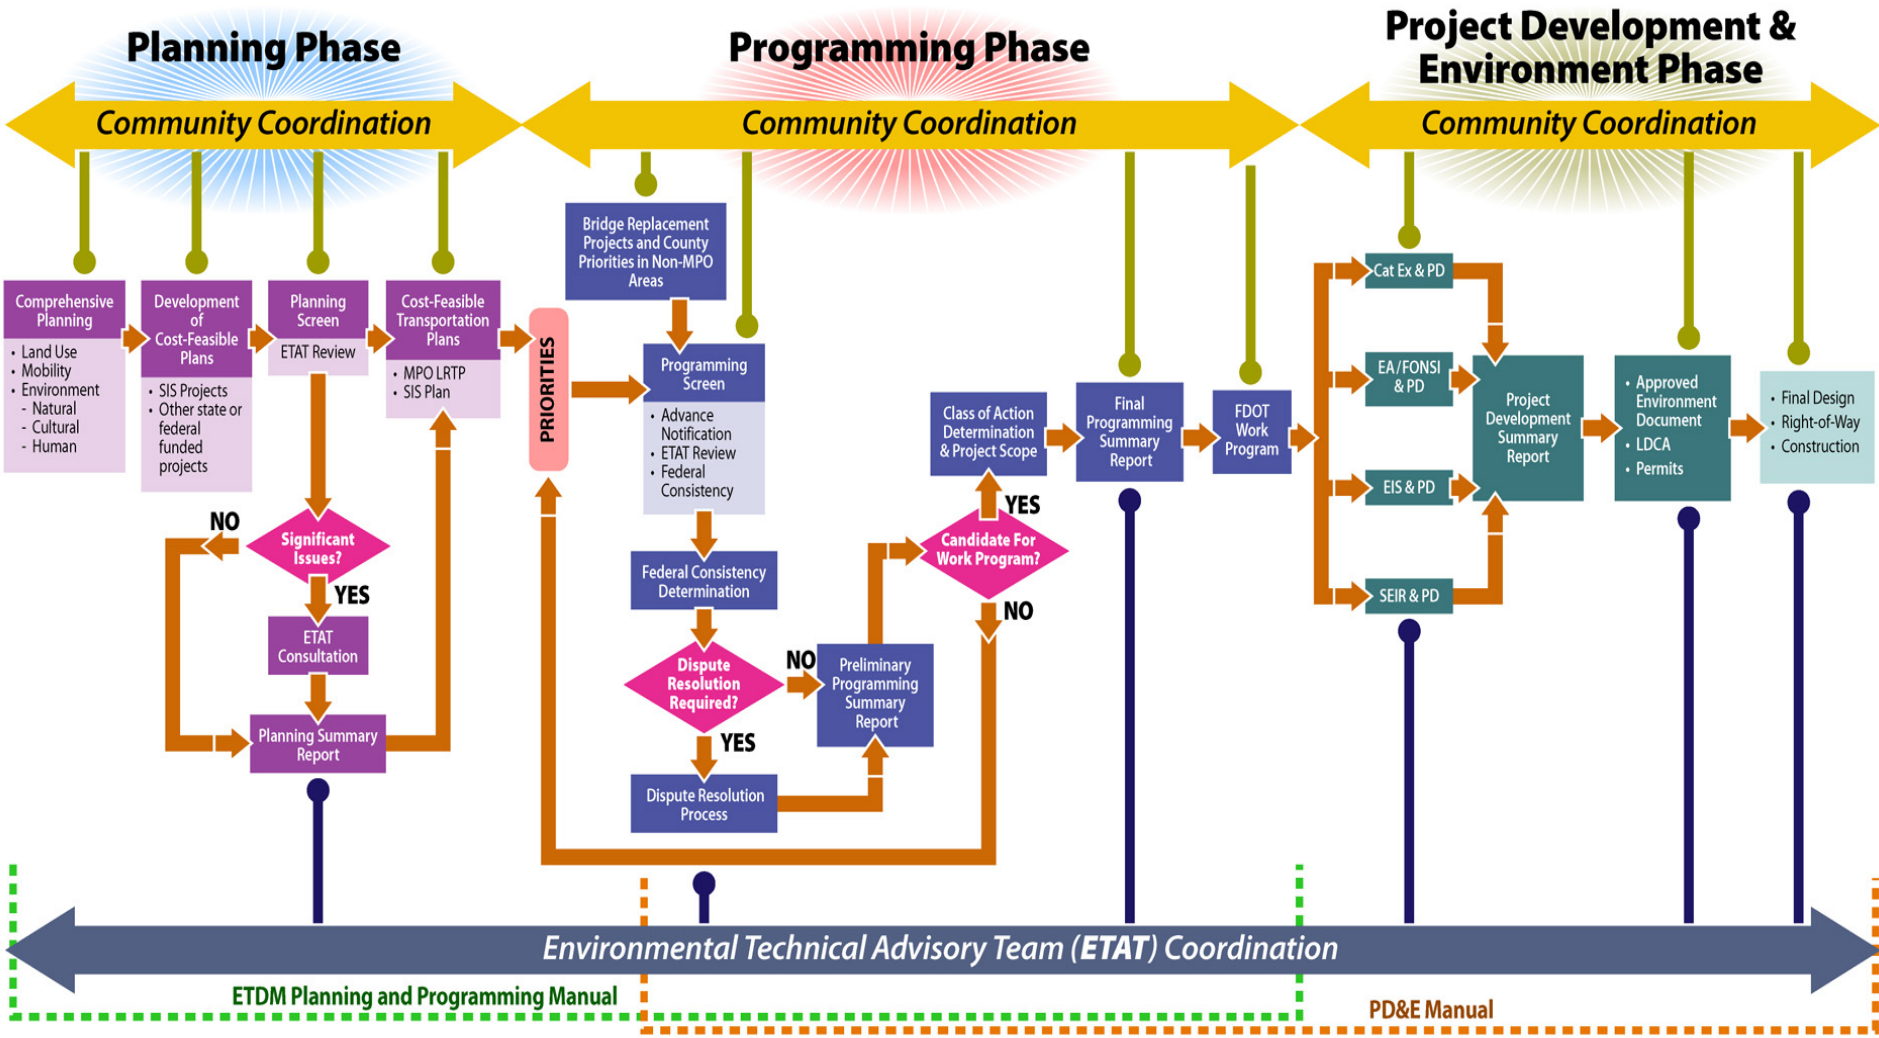 Planning Phase
Programming Phase
Project Development &
Environment Phase
Community Coordination
Community Coordination
Community Coordination
Comprehensive
Planning
• Land Use
• Mobility
• Environment
- Natural
- Cultural
- Human
Development
of
Cost-Feasible
Plans
• SIS Projects
• Other state or
federal
funded
projects
Planning
Screen
ETAT Review
Cost-Feasible
Transportation
Plans
• MPO LRTP
• SIS Plan
NO
Significant
Issues?
YES
ETAT
Consultation
Planning Summary
Report
PRIORITIES
Bridge Replacement
Projects and County
Priorities in Non-MPO
Areas
Programming
Screen
• Advance
Notification
• ETAT Review
• Federal
Consistency
Federal Consistency
Determination
Dispute
Resolution
Required?
NO
YES
Dispute Resolution
Process
Preliminary
Programming
Summary
Report
Candidate For
Work Program?
YES
NO
Class of Action
Determination
& Project Scope
Final
Programming
Summary
Report
FDOT
Work
Program
Cat Ex & PD
EA/FONSI
& PD
EIS & PD
SEIR & PD
Project
Development
Summary
Report
• Approved
Environment
Document
• LDCA
• Permits
• Final Design
• Right-of-Way
• Construction
Environmental Technical Advisory Team (ETAT) Coordination
ETDM Planning and Programming Manual
PD&E Manual